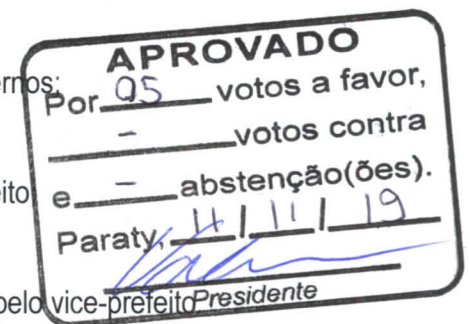 APROVADO
ernos;
Por 05 votos a favor,
- votos contra
eito
e - abstenção(ões).
Paraty, 11 / 11 / 19
pelo vice-prefeito
Presidente